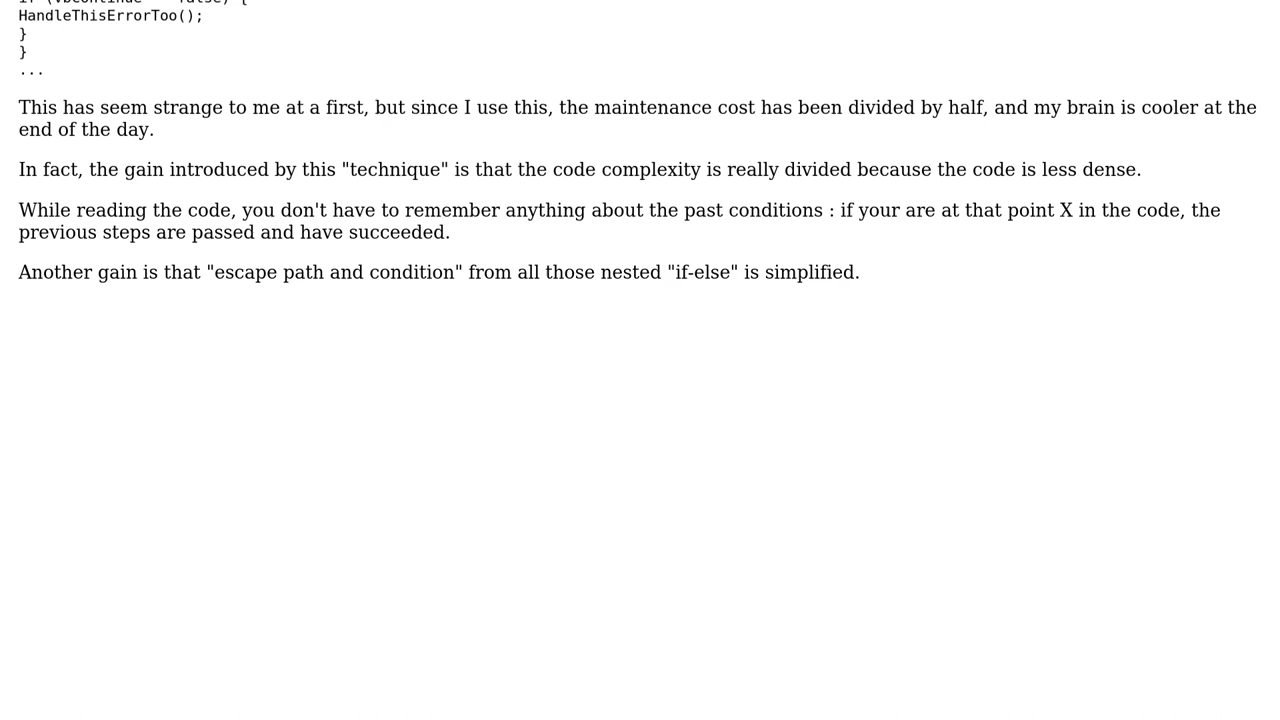 HandleThisErrorToo();
}
}
...
This has seem strange to me at a first, but since I use this, the maintenance cost has been divided by half, and my brain is cooler at the
end of the day.
In fact, the gain introduced by this "technique" is that the code complexity is really divided because the code is less dense.
While reading the code, you don't have to remember anything about the past conditions : if your are at that point X in the code, the
previous steps are passed and have succeeded.
Another gain is that "escape path and condition" from all those nested "if-else" is simplified.